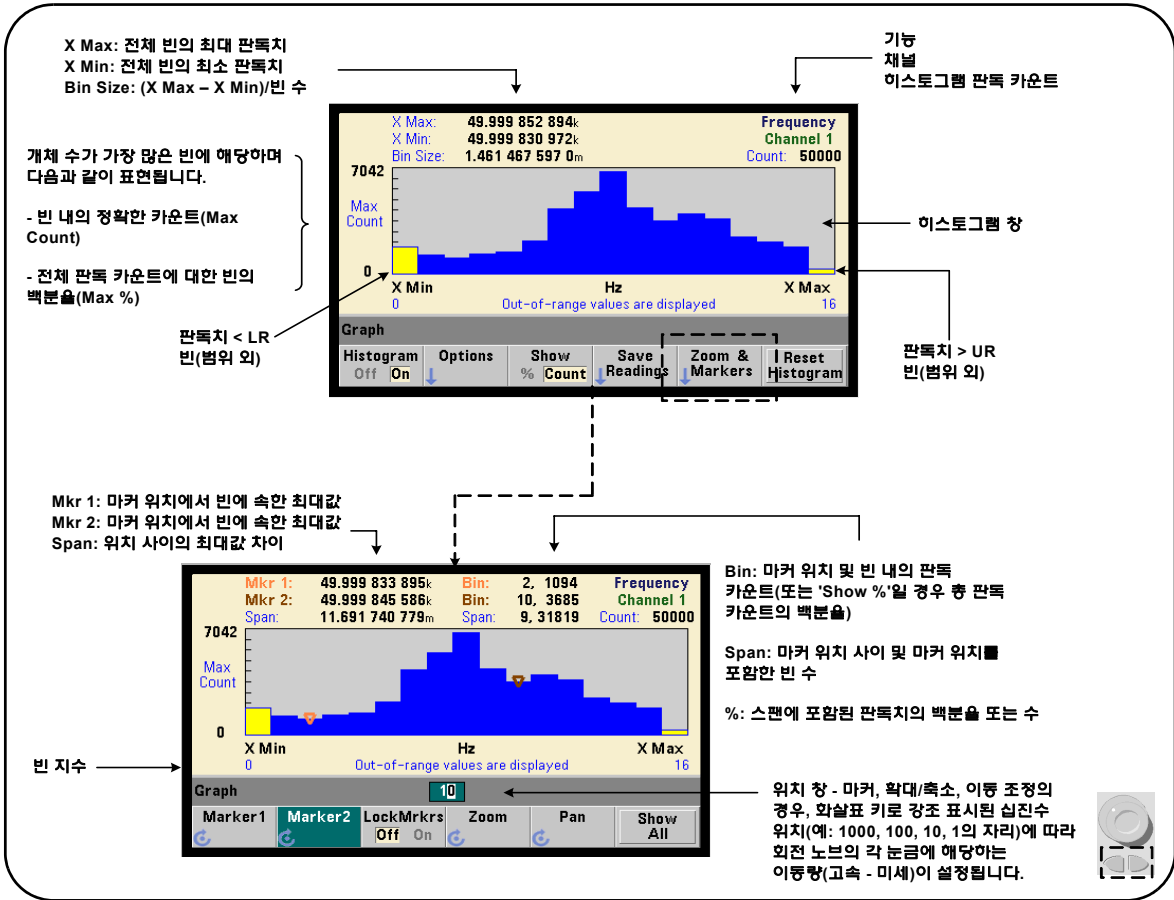 X Max: 전체 빈의 최대 판독치
X Min: 전체 빈의 최소 판독치
Bin Size: (X Max – X Min)/빈 수
기능
채널
히스토그램 판독 카운트
개체 수가 가장 많은 빈에 해당하며
다음과 같이 표현됩니다.
- 빈 내의 정확한 카운트(Max
Count)
- 전체 판독 카운트에 대한 빈의
백분율(Max %)
X Max: 49.999 852 894k
X Min: 49.999 830 972k
Bin Size: 1.461 467 597 0m
Frequency
Channel 1
Count: 50000
7042
Max
Count
0
X Min
Hz
X Max
0
Out-of-range values are displayed
16
Graph
Histogram
Off On
Options
Show
% Count
Save
Readings
Zoom &
Markers
Reset
Histogram
히스토그램 창
판독치 < LR
빈(범위 외)
판독치 > UR
빈(범위 외)
Mkr 1: 마커 위치에서 빈에 속한 최대값
Mkr 2: 마커 위치에서 빈에 속한 최대값
Span: 위치 사이의 최대값 차이
Mkr 1: 49.999 833 895k Bin: 2, 1094 Frequency
Mkr 2: 49.999 845 586k Bin: 10, 3685 Channel 1
Span: 11.691 740 779m Span: 9, 31819 Count: 50000
7042
Max
Count
0
X Min
Hz
X Max
0
Out-of-range values are displayed
16
Graph
10
Marker1
Marker2
LockMrkrs
Off On
Zoom
Pan
Show
All
Bin: 마커 위치 및 빈 내의 판독
카운트(또는 'Show %'일 경우 총 판독
카운트의 백분율)
Span: 마커 위치 사이 및 마커 위치를
포함한 빈 수
%: 스팬에 포함된 판독치의 백분율 또는 수
빈 지수
위치 창 - 마커, 확대/축소, 이동 조정의
경우, 화살표 키로 강조 표시된 십진수
위치(예: 1000, 100, 10, 1의 자리)에 따라
회전 노브의 각 눈금에 해당하는
이동량(고속 - 미세)이 설정됩니다.